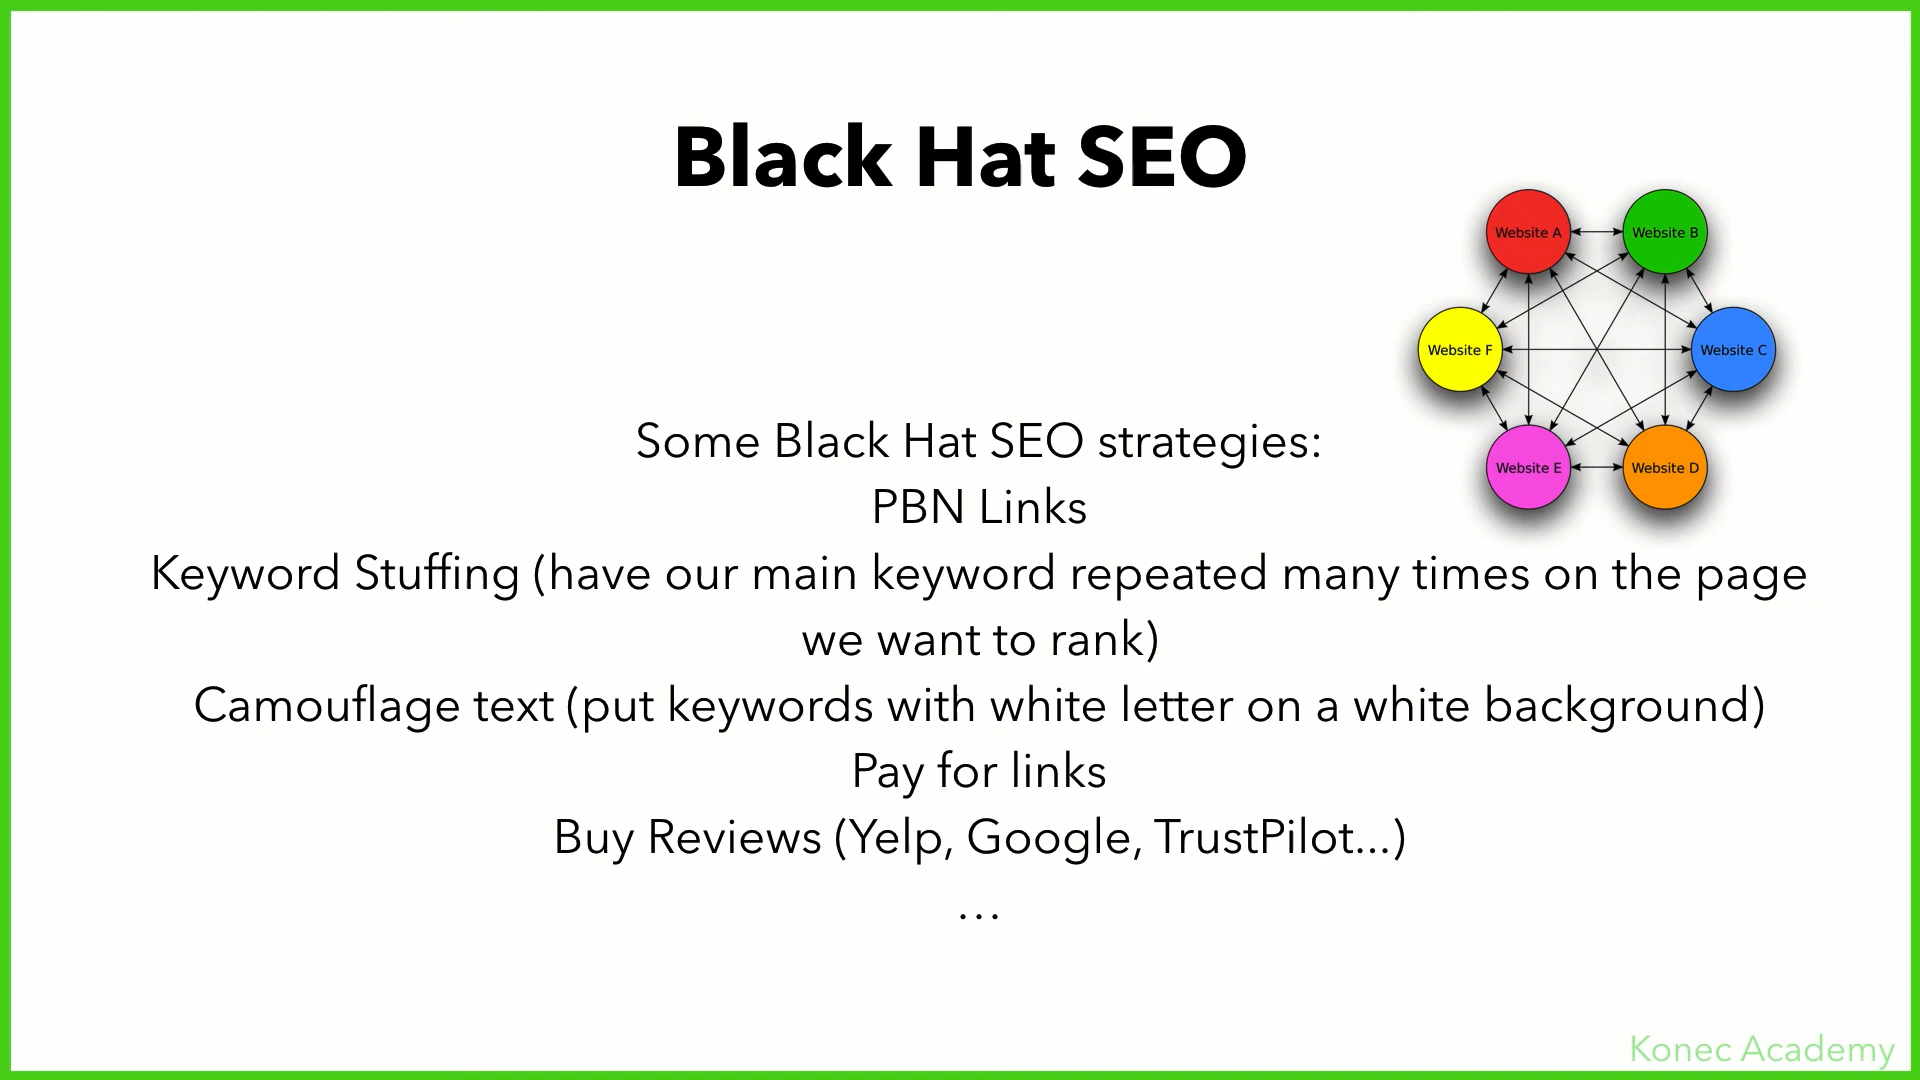 Black Hat SEO
Website A
Website B
Website F
Website C
Website E
Website D
Some Black Hat SEO strategies:
PBN Links
Keyword Stuffing (have our main keyword repeated many times on the page
we want to rank)
Camouflage text (put keywords with white letter on a white background)
Pay for links
Buy Reviews (Yelp, Google, TrustPilot...)
...
Konec Academy